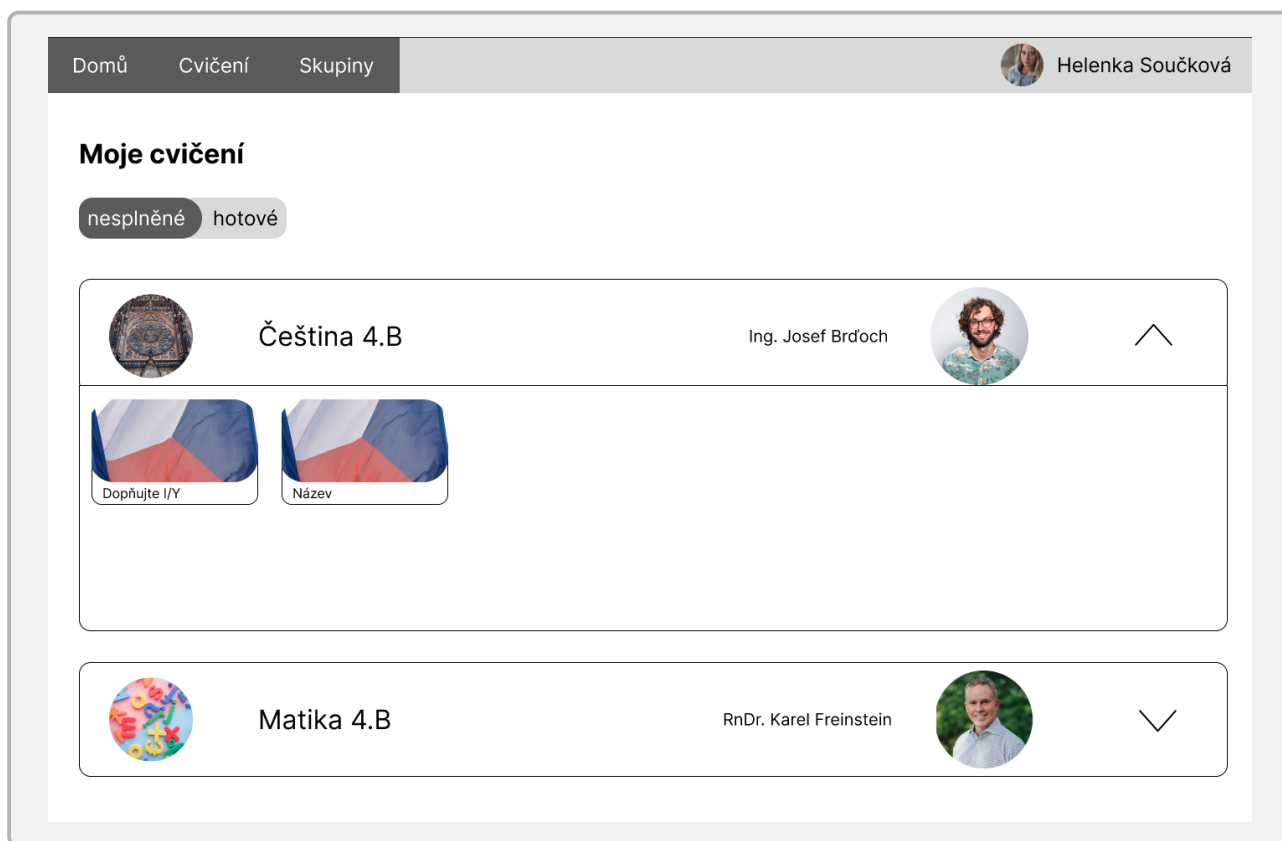 Domů Cvičení Skupiny Helenka Součková
Moje cvičení
nesplněné hotové
Čeština 4.B Ing. Josef Brďoch
Dopňujte I/Y Název
Matika 4.B RnDr. Karel Freinstein